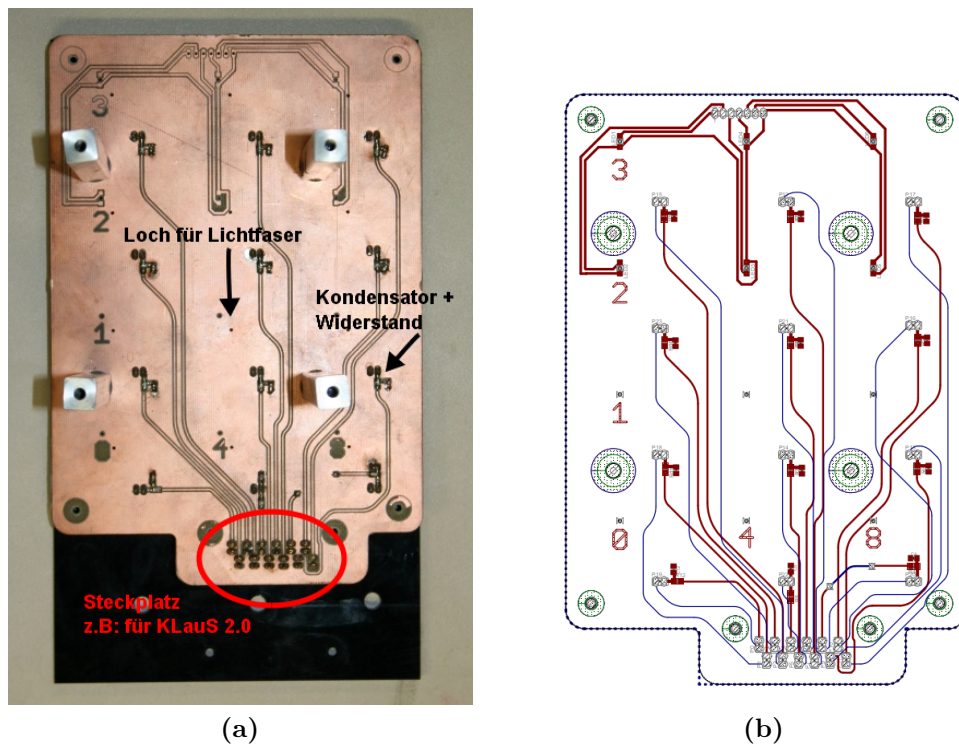 3
2
Loch für Lichtfaser
Kondensator +
Widerstand
1
0
4
8
Steckplatz
z.B: für KLauS 2.0
(a)
3
2
1
0
4
8
(b)